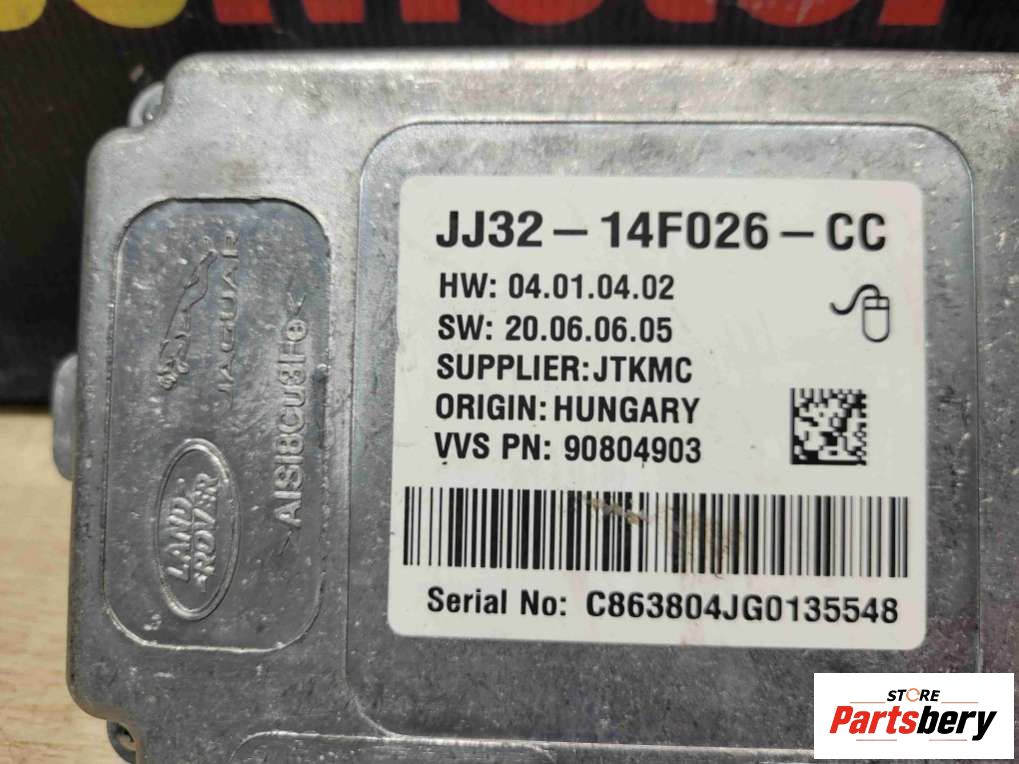 JJ32-14F026-CC
HW: 04.01.04.02
SW: 20.06.06.05
SUPPLIER:JTKMC
ORIGIN: HUNGARY
VVS PN: 90804903
Serial No: C863804JG0135548
JAGUAR
>AlSi8Cu3Fe<
LAND
ROVER
STORE
Partsbery